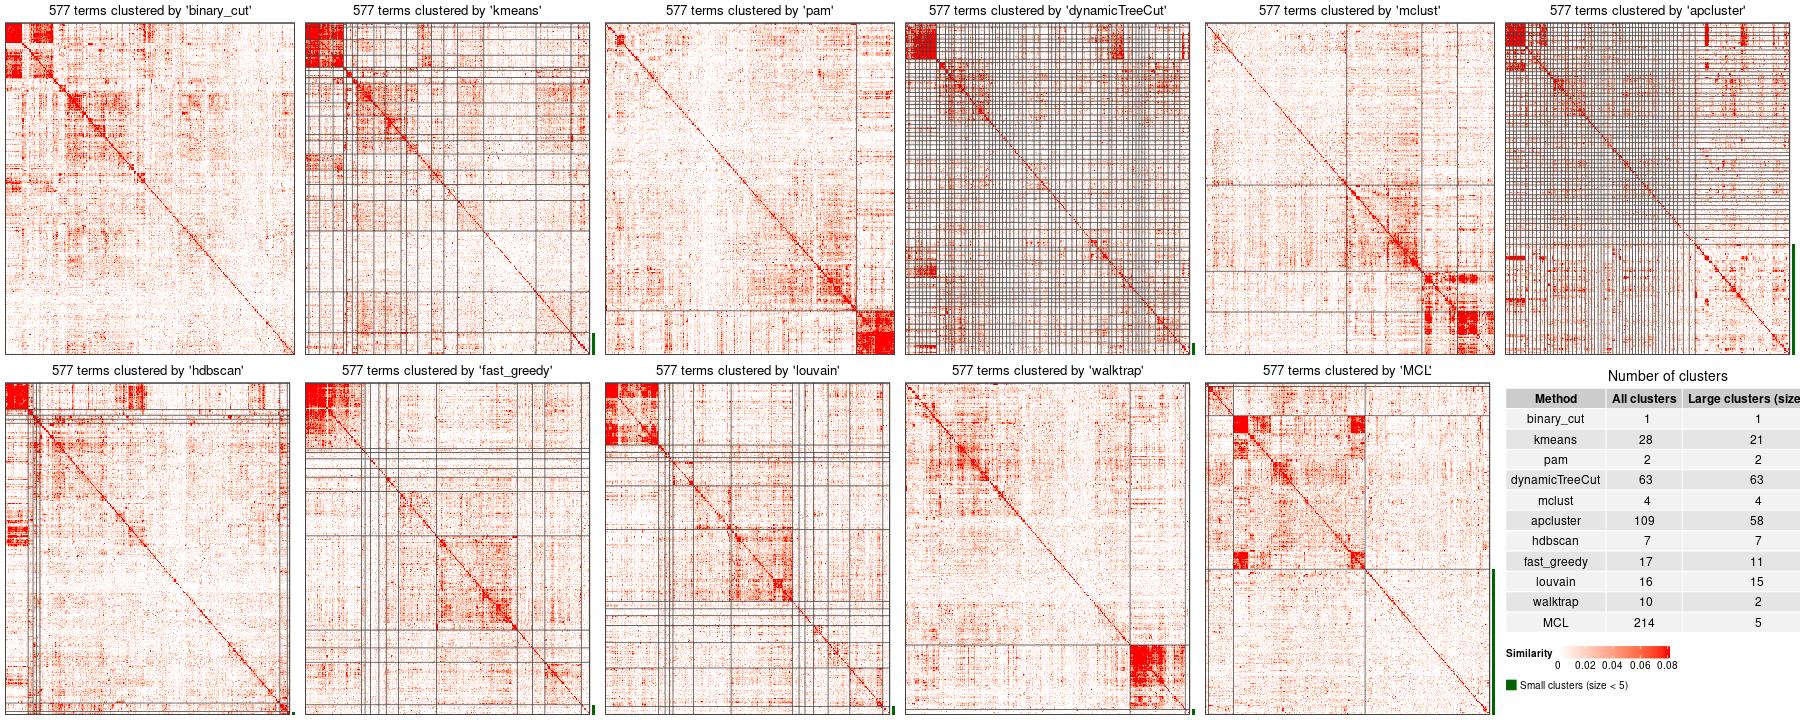 577 terms clustered by 'binary_cut'
577 terms clustered by 'kmeans'
577 terms clustered by 'pam'
577 terms clustered by 'dynamicTreeCut'
577 terms clustered by 'mclust'
577 terms clustered by 'apcluster'
577 terms clustered by 'hdbscan'
577 terms clustered by 'fast_greedy'
577 terms clustered by 'louvain'
577 terms clustered by 'walktrap'
577 terms clustered by 'MCL'
Number of clusters
Method All clusters Large clusters (size
binary_cut 1 1
kmeans 28 21
pam 2 2
dynamicTreeCut 63 63
mclust 4 4
apcluster 109 58
hdbscan 7 7
fast_greedy 17 11
louvain 16 15
walktrap 10 2
MCL 214 5
Similarity
0 0.02 0.04 0.06 0.08
Small clusters (size < 5)